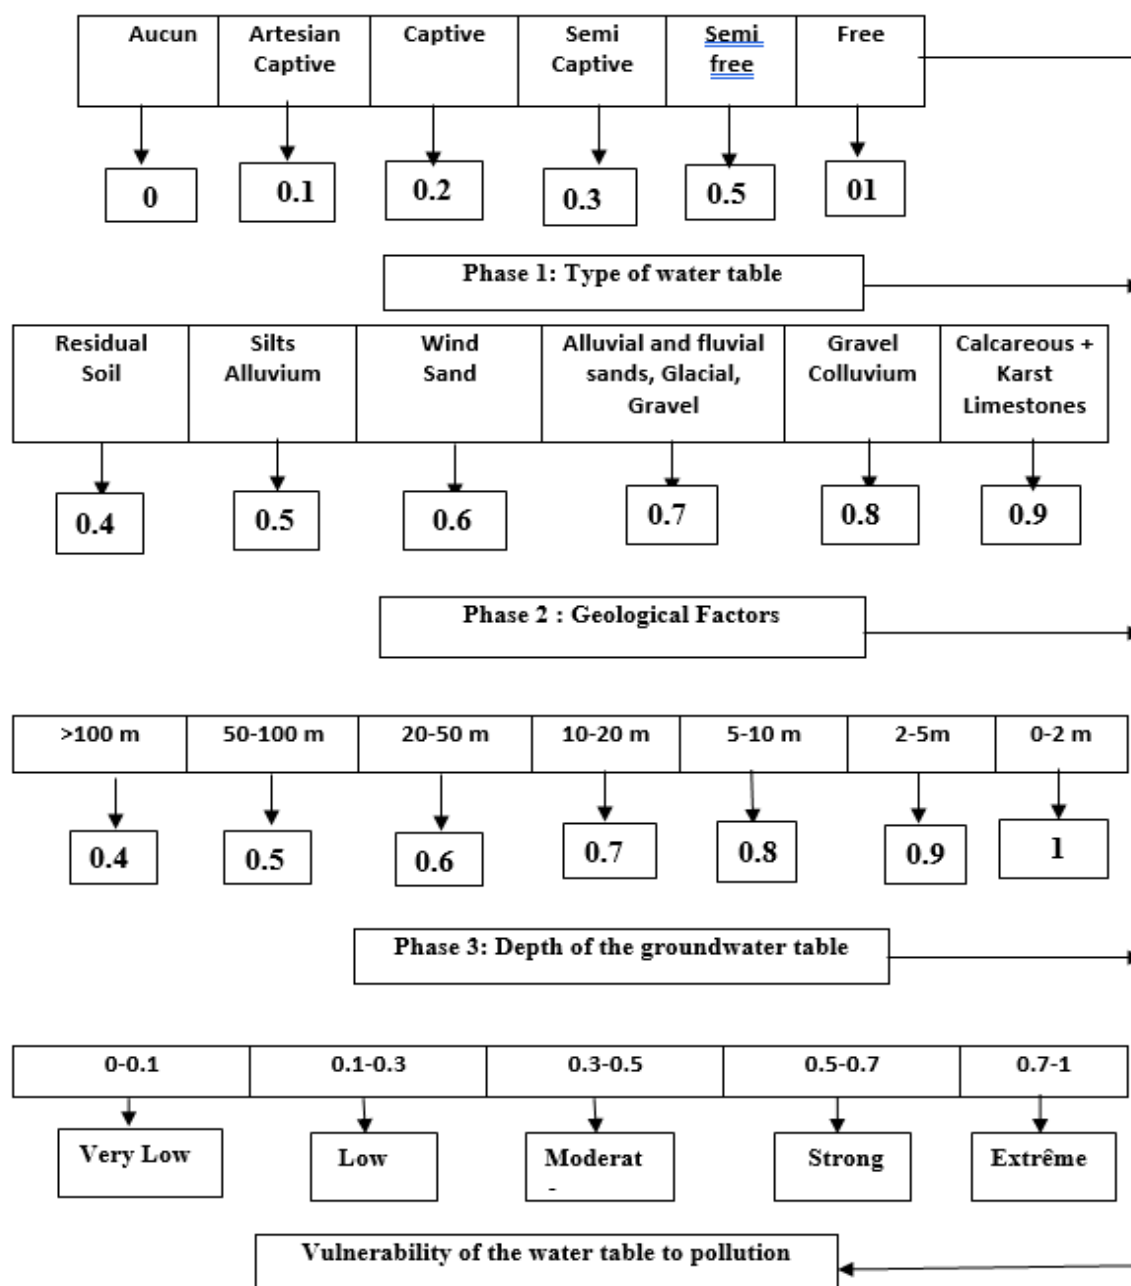 Aucun Artesian Captive Semi Semi Free
Captive Captive free
0 0.1 0.2 0.3 0.5 01
Phase 1: Type of water table
Residual Silts Wind Alluvial and fluvial Gravel Calcareous +
Soil Alluvium Sand sands, Glacial, Colluvium Karst
Gravel Limestones
0.4 0.5 0.6 0.7 0.8 0.9
Phase 2 : Geological Factors
>100 m 50-100 m 20-50 m 10-20 m 5-10 m 2-5m 0-2 m
0.4 0.5 0.6 0.7 0.8 0.9 1
Phase 3: Depth of the groundwater table
0-0.1 0.1-0.3 0.3-0.5 0.5-0.7 0.7-1
Very Low Low Moderat Strong Extrême
Vulnerability of the water table to pollution